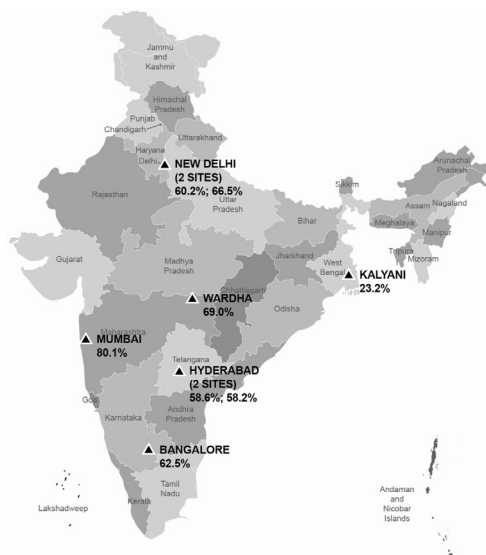 Jammu
and
Kashmir
Himachal
Pradesh
Punjab
Chandigarh
Uttarakhand
Haryana
Delhi
NEW DELHI
(2 SITES)
60.2%; 66.5%
Rajasthan
Uttar
Pradesh
Arunachal
Pradesh
Sikkim
Assam
Nagaland
Bihar
Meghalaya
Manipur
Tripura
Mizoram
Gujarat
Madhya
Pradesh
Jharkhand
West
Bengal
KALYANI
23.2%
Chhattisgarh
WARDHA
69.0%
Odisha
Maharashtra
MUMBAI
80.1%
Telangana
HYDERABAD
(2 SITES)
58.6%; 58.2%
Goa
Karnataka
Andhra
Pradesh
BANGALORE
62.5%
Tamil
Nadu
Kerala
Lakshadweep
Andaman
and
Nicobar
Islands